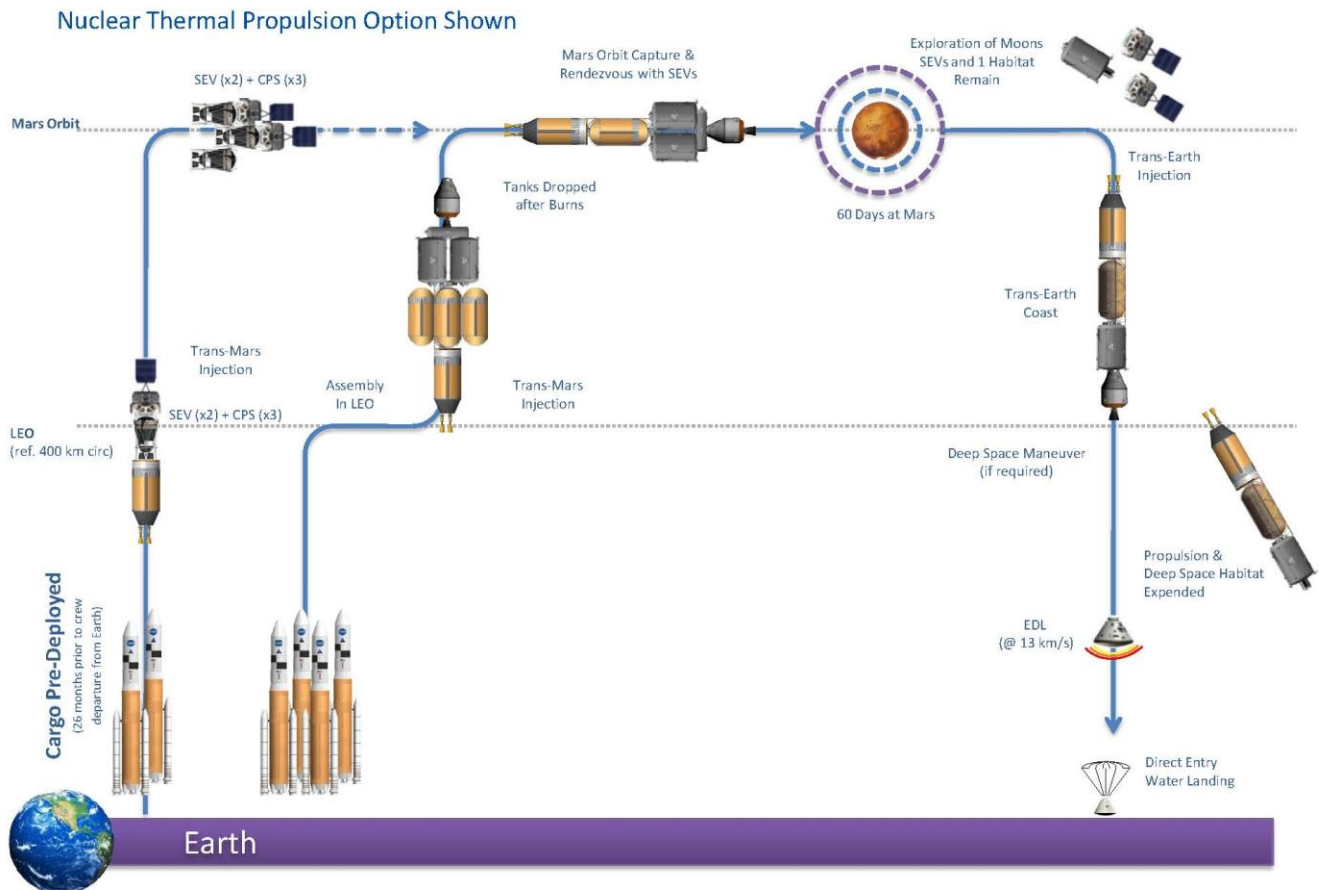 Nuclear Thermal Propulsion Option Shown
SEV (x2) + CPS (x3)
Mars Orbit Capture &
Rendezvous with SEVs
Exploration of Moons
SEVs and 1 Habitat
Remain
Mars Orbit
Tanks Dropped
after Burns
60 Days at Mars
Trans-Earth
Injection
Trans-Earth
Coast
Trans-Mars
Injection
Assembly
In LEO
Trans-Mars
Injection
SEV (x2) + CPS (x3)
LEO
(ref. 400 km circ)
Deep Space Maneuver
(if required)
Cargo Pre-Deployed
(26 months prior to crew
departure from Earth)
Propulsion &
Deep Space Habitat
Expended
EDL
(@ 13 km/s)
Direct Entry
Water Landing
Earth